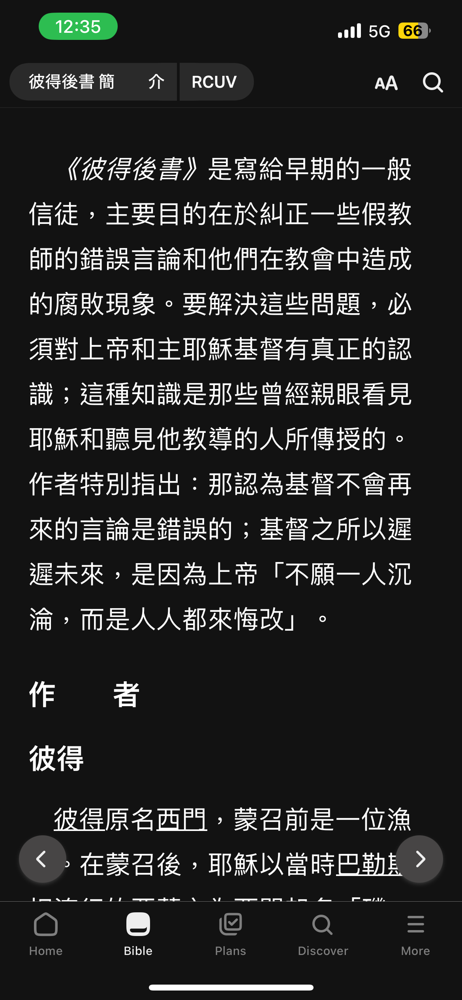 12:35
5G 66
彼得後書 簡　　介 RCUV
AA
《彼得後書》是寫給早期的一般
信徒，主要目的在於糾正一些假教
師的錯誤言論和他們在教會中造成
的腐敗現象。要解決這些問題，必
須對上帝和主耶穌基督有真正的認
識；這種知識是那些曾經親眼看見
耶穌和聽見他教導的人所傳授的。
作者特別指出：那認為基督不會再
來的言論是錯誤的；基督之所以遲
遲未來，是因為上帝「不願一人沉
淪，而是人人都來悔改」 。
作　　者
彼得
彼得原名西門，蒙召前是一位漁
。在蒙召後，耶穌以當時巴勒
Home Bible Plans Discover More